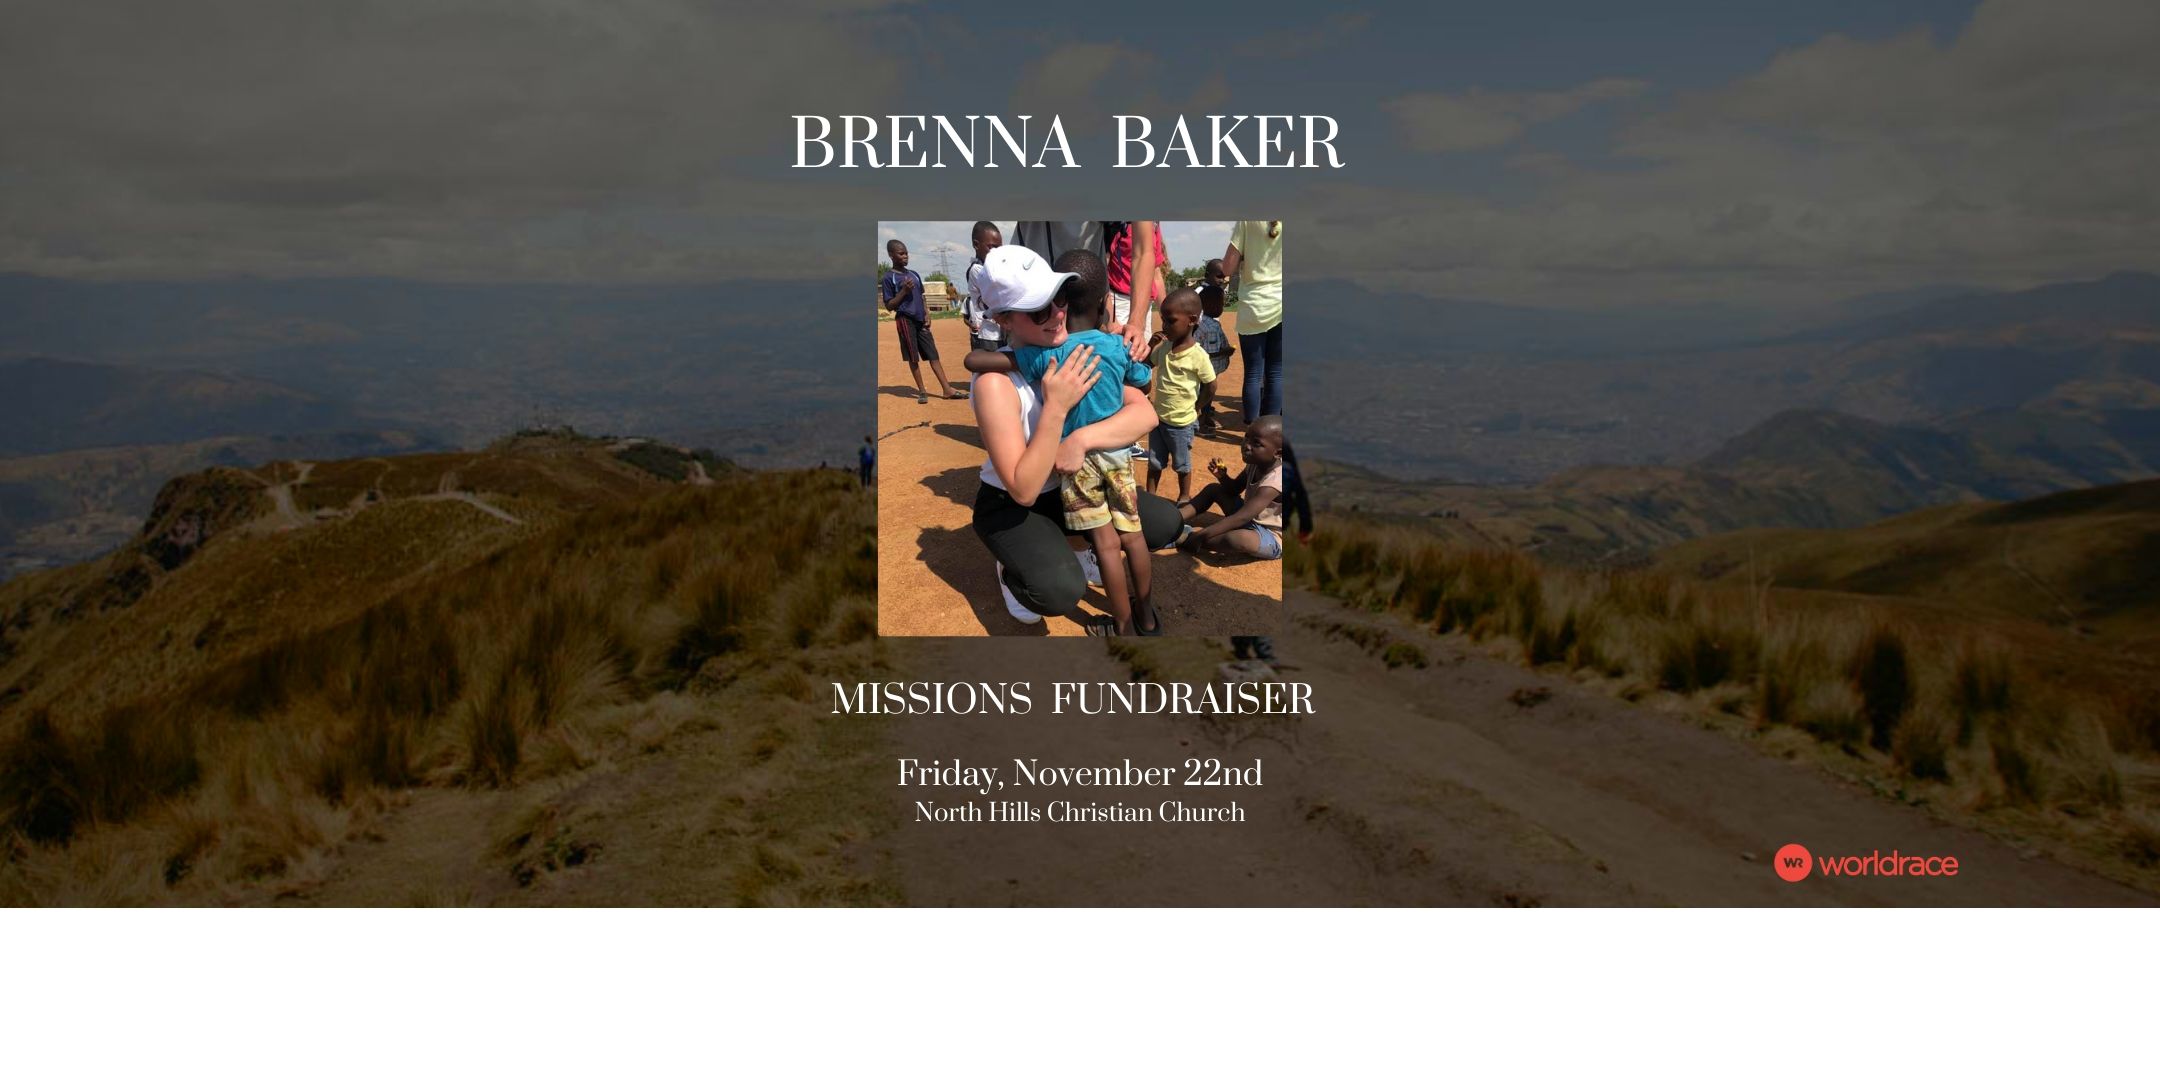 BRENNA BAKER
MISSIONS FUNDRAISER
Friday, November 22nd
North Hills Christian Church
WR worldrace